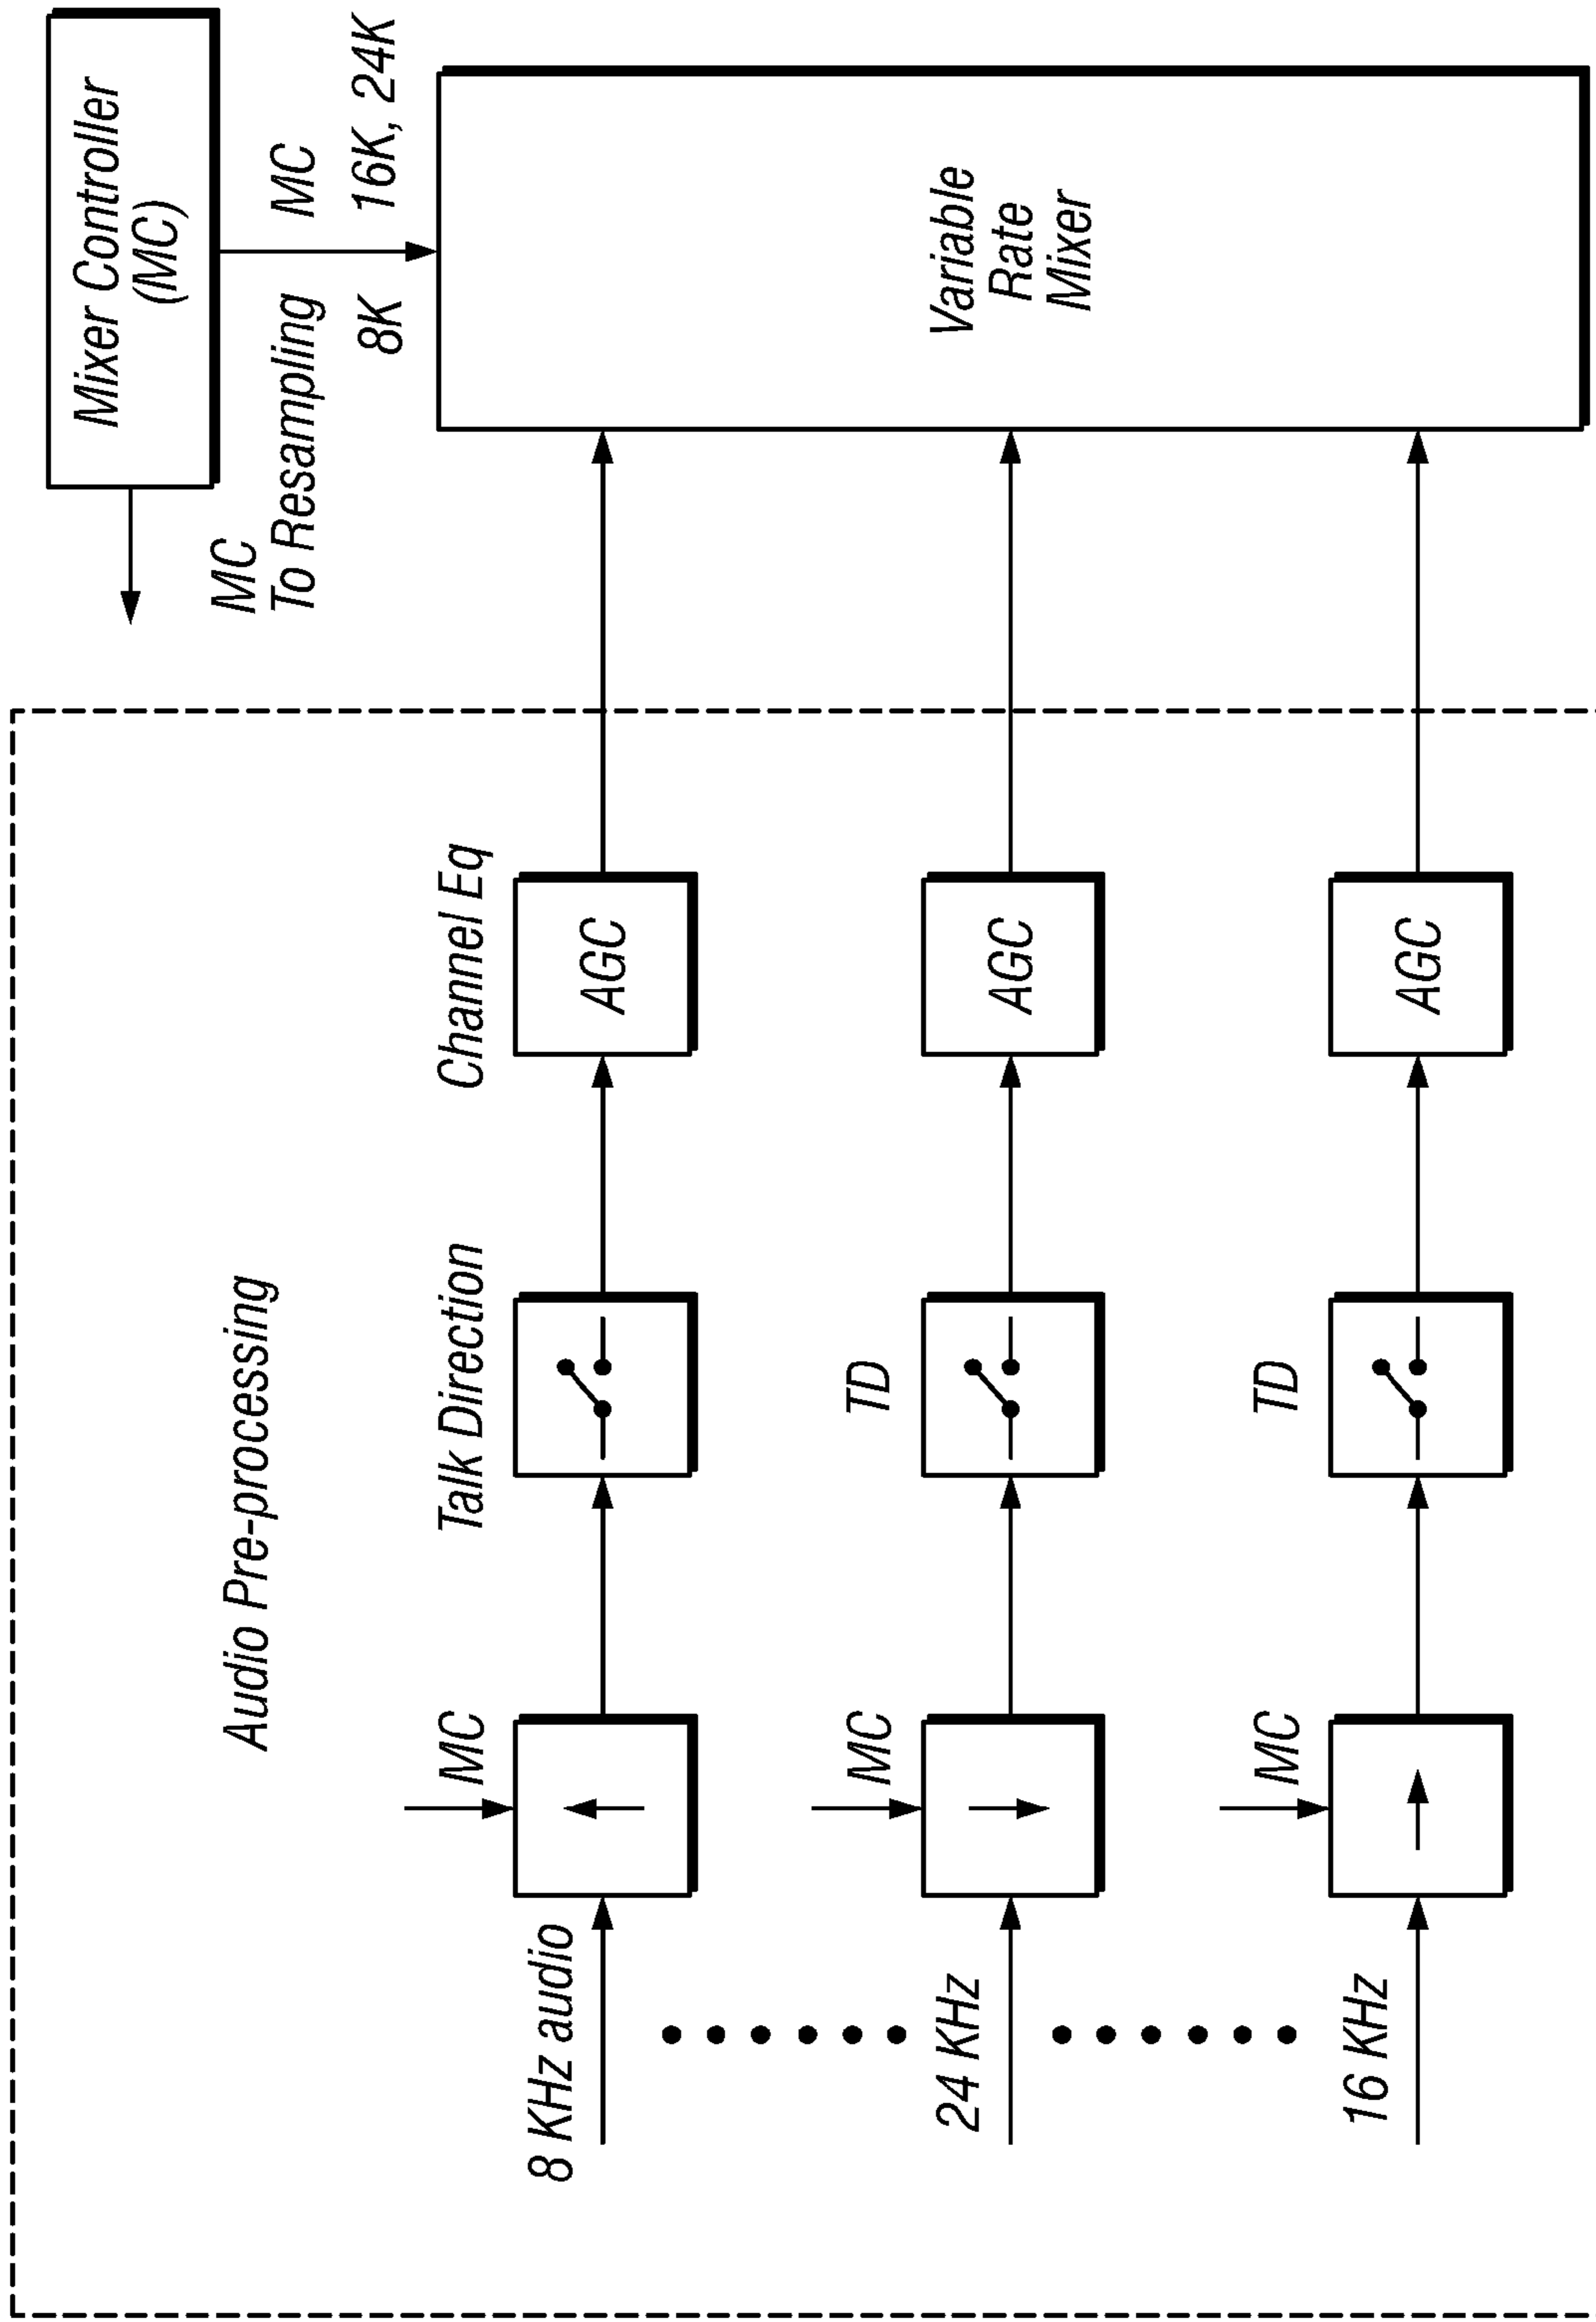 Audio Pre-processing
Mixer Controller
(MC)
MC
To Resampling
MC
8K
16K, 24K
MC
Talk Direction
Channel Eq
8 KHz audio
AGC
MC
TD
24 KHz
AGC
Variable
Rate
Mixer
MC
TD
16 KHz
AGC